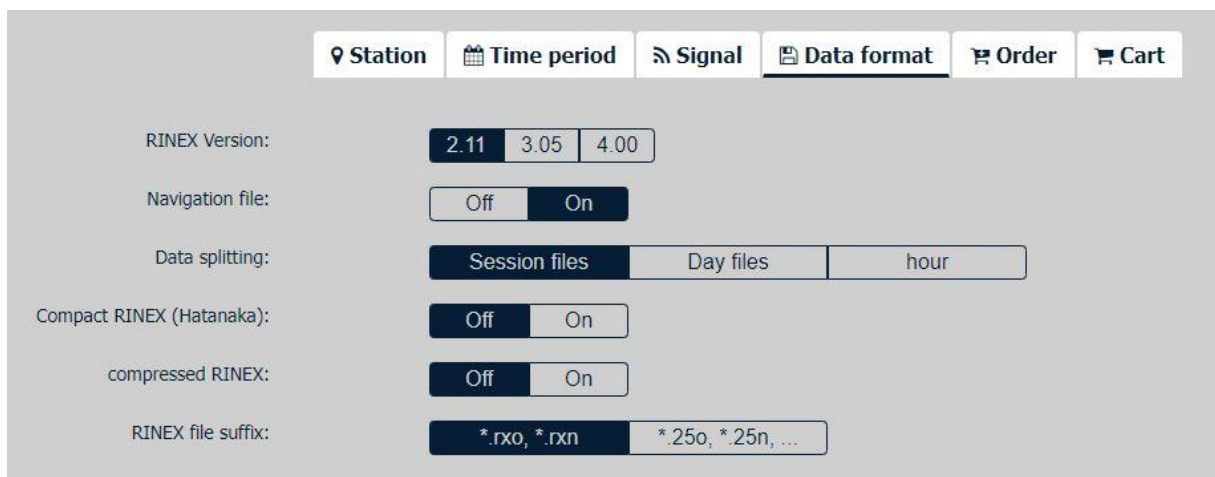 Station Time period Signal Data format Order Cart
RINEX Version: 2.11 3.05 4.00
Navigation file: Off On
Data splitting: Session files Day files hour
Compact RINEX (Hatanaka): Off On
compressed RINEX: Off On
RINEX file suffix: *.rxo, *.rxn *.25o, *.25n, ...